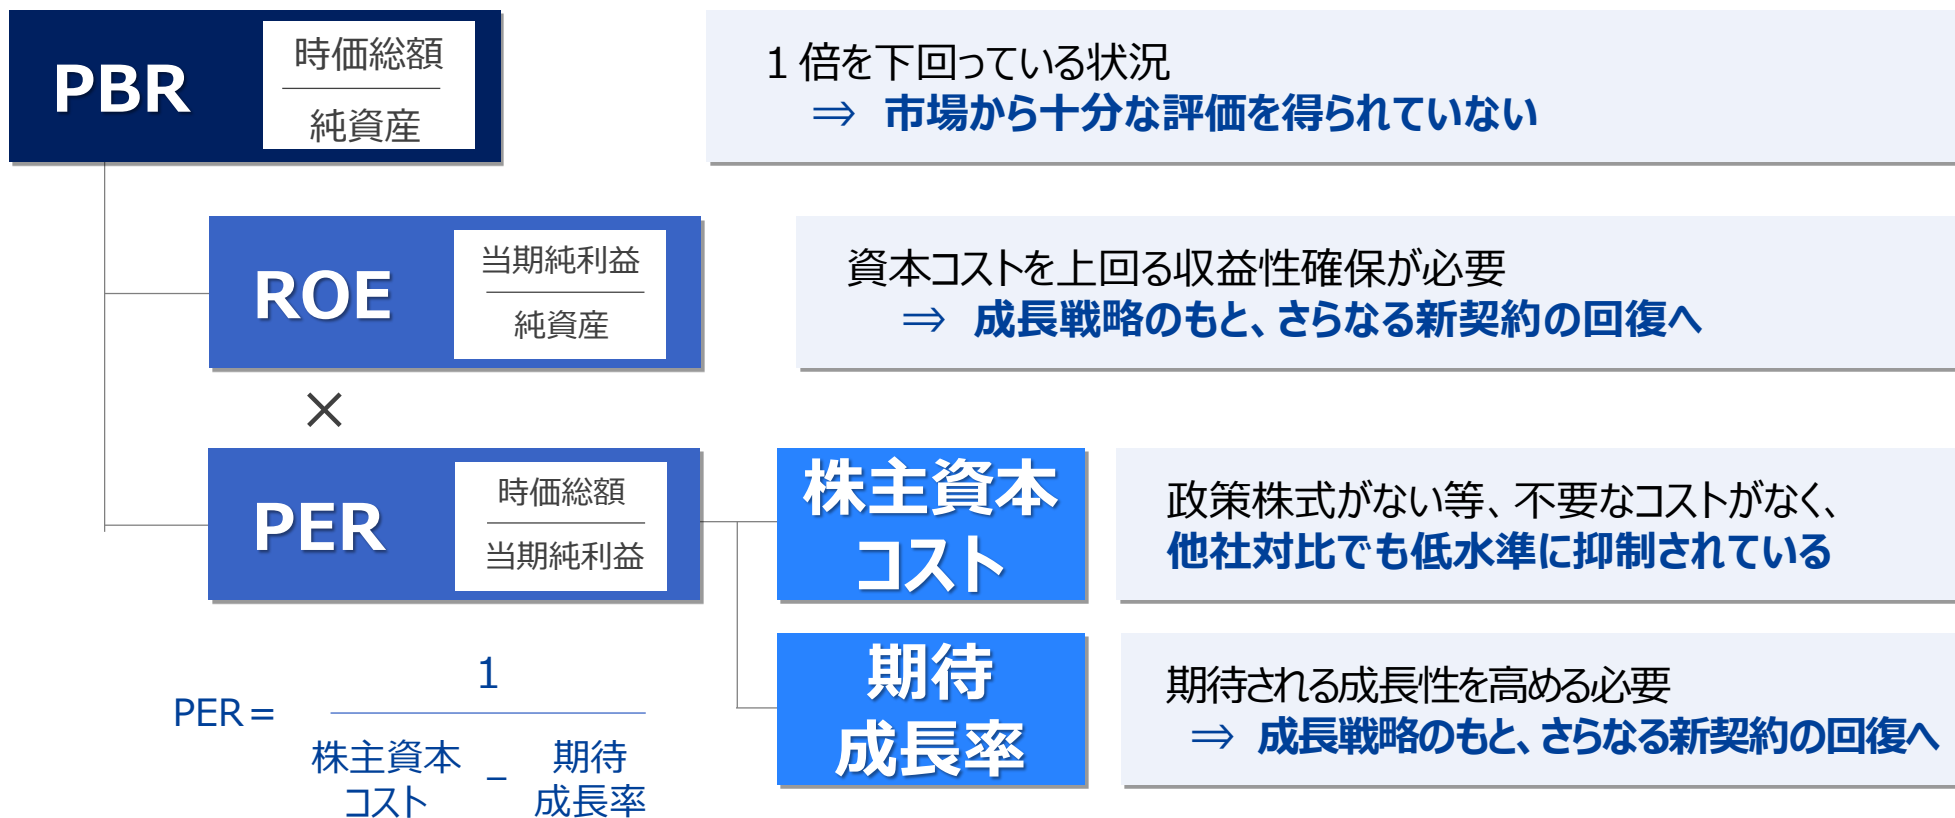 PBR
時価総額
純資産
1倍を下回っている状況
⇒ 市場から十分な評価を得られていない
ROE
当期純利益
純資産
資本コストを上回る収益性確保が必要
⇒ 成長戦略のもと、さらなる新契約の回復へ
×
PER
時価総額
当期純利益
株主資本
コスト
政策株式がない等、不要なコストがなく、
他社対比でも低水準に抑制されている
期待
成長率
期待される成長性を高める必要
⇒ 成長戦略のもと、さらなる新契約の回復へ
PER=
1
株主資本
コスト
–
期待
成長率